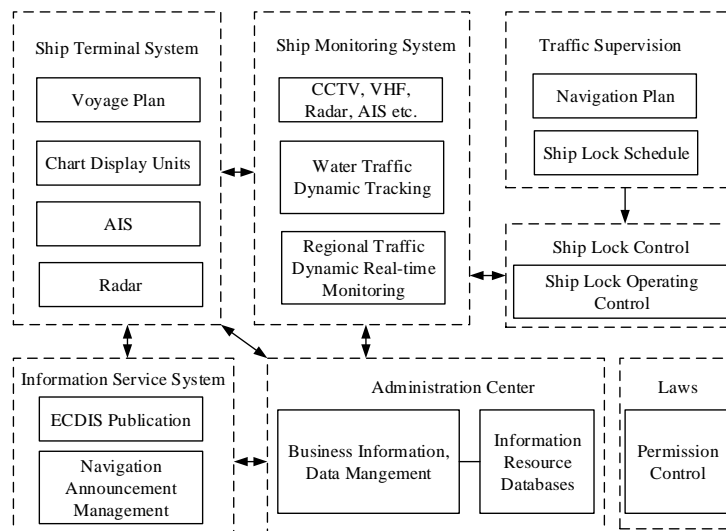 Ship Terminal System
Voyage Plan
Chart Display Units
AIS
Radar
Ship Monitoring System
CCTV, VHF,
Radar, AIS etc.
Water Traffic
Dynamic Tracking
Regional Traffic
Dynamic Real-time
Monitoring
Traffic Supervision
Navigation Plan
Ship Lock Schedule
Ship Lock Control
Ship Lock Operating
Control
Information Service System
ECDIS Publication
Navigation
Announcement
Management
Administration Center
Business Information,
Data Mangement
Information
Resource
Databases
Laws
Permission
Control